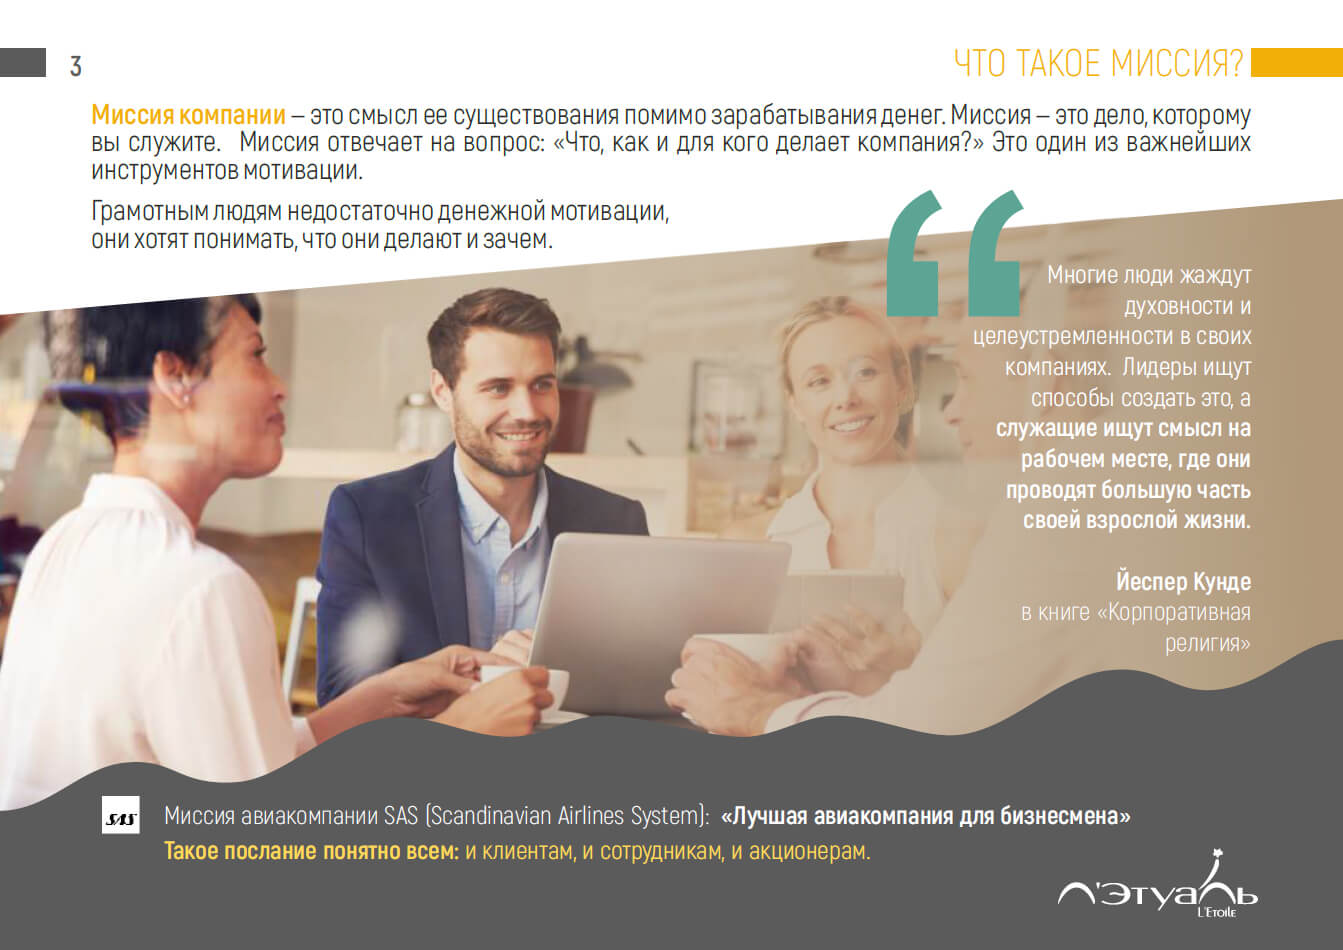 3
ЧТО ТАКОЕ МИССИЯ?
Миссия компании – это смысл ее существования помимо зарабатывания денег. Миссия – это дело, которому
вы служите. Миссия отвечает на вопрос: «Что, как и для кого делает компания?» Это один из важнейших
инструментов мотивации.
Грамотным людям недостаточно денежной мотивации,
они хотят понимать, что они делают и зачем.
“
Многие люди жаждут
духовности и
целеустремленности в своих
компаниях. Лидеры ищут
способы создать это, а
служащие ищут смысл на
рабочем месте, где они
проводят большую часть
своей взрослой жизни.
Йеспер Кунде
в книге «Корпоративная
религия»
SAS
Миссия авиакомпании SAS (Scandinavian Airlines System): «Лучшая авиакомпания для бизнесмена»
Такое послание понятно всем: и клиентам, и сотрудникам, и акционерам.
Л'Этуаль
L'ETOILE